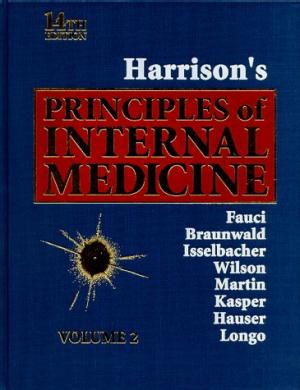 14TH
EDITION
Harrison's
PRINCIPLES of
INTERNAL
MEDICINE
Fauci
Braunwald
Isselbacher
Wilson
Martin
Kasper
Hauser
Longo
VOLUME 2